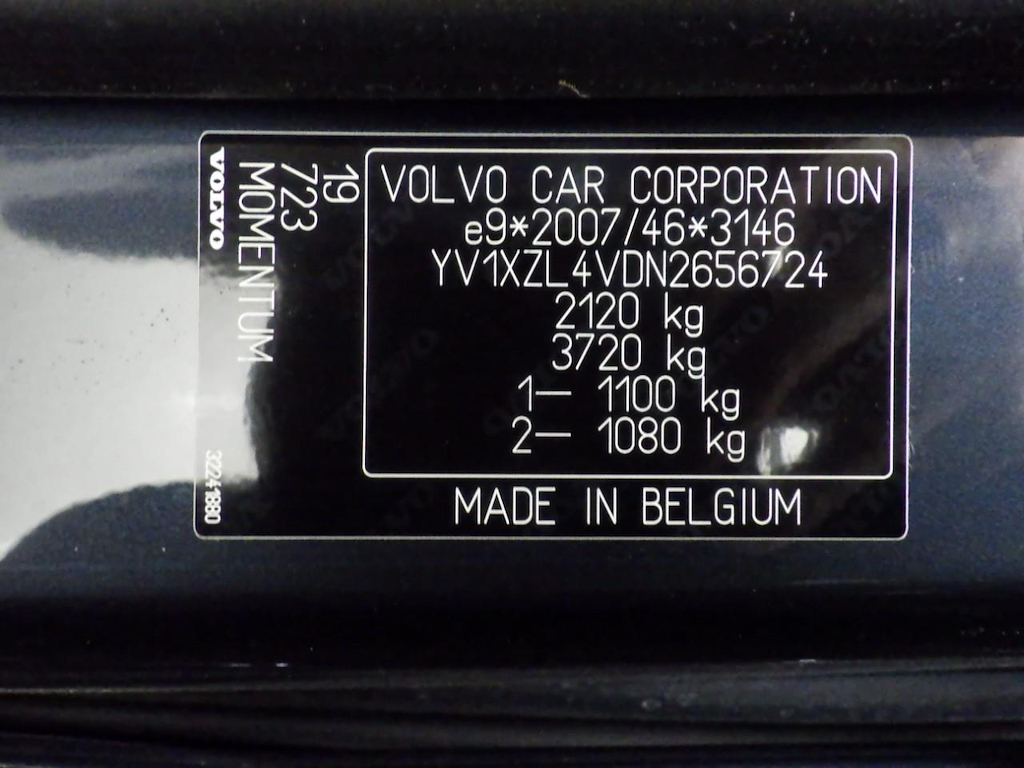 VOLVO CAR CORPORATION
e9*2007/46*3146
YV1XZL4VDN2656724
2120 kg
3720 kg
1— 1100 kg
2— 1080 kg
MADE IN BELGIUM
19
723
MOMENTUM
VOLVO
32241880